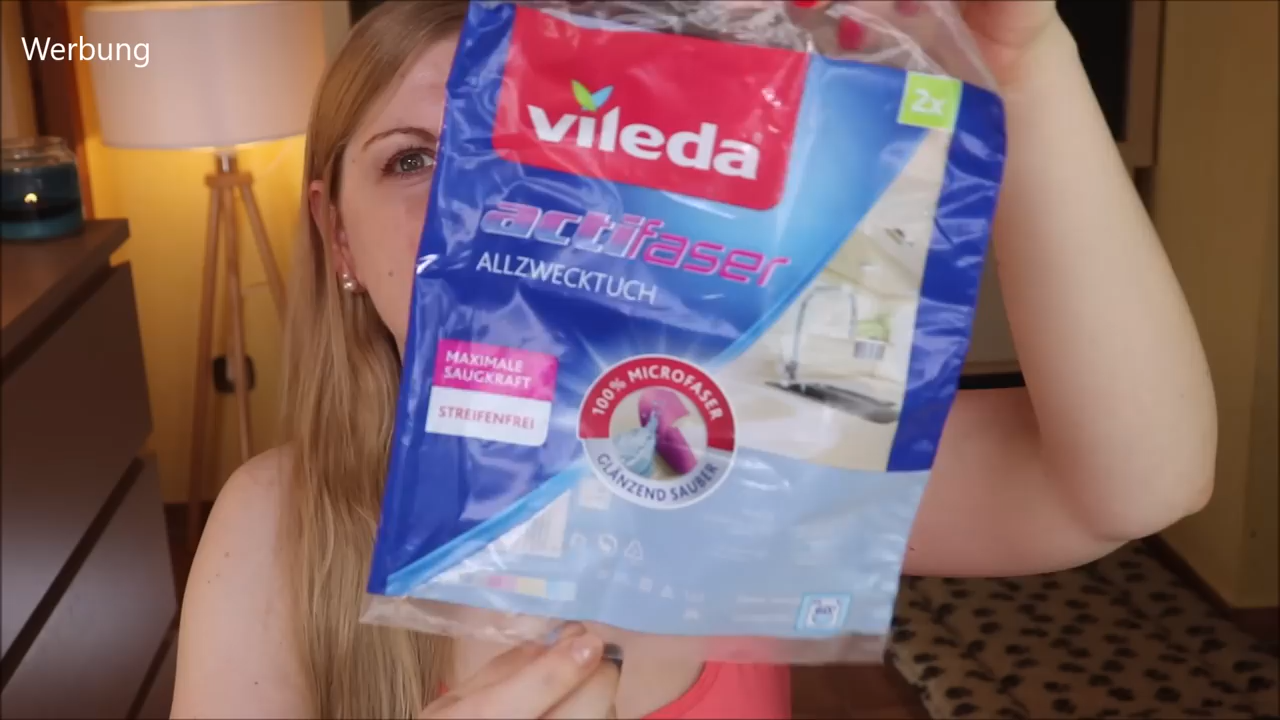 Werbung
vileda
2x
actifaser
ALLZWECKTUCH
MAXIMALE
SAUGKRAFT
STREIFENFREI
100% MICROFASER
GLÄNZEND SAUBER